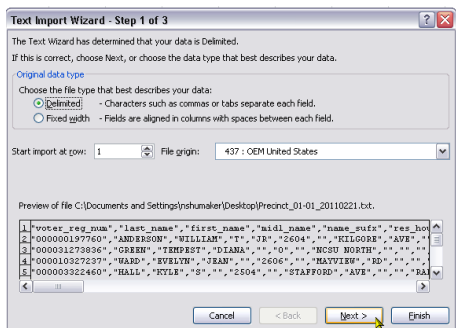 Text Import Wizard - Step 1 of 3
The Text Wizard has determined that your data is Delimited.
If this is correct, choose Next, or choose the data type that best describes your data.
Original data type
Choose the file type that best describes your data:
Delimited - Characters such as commas or tabs separate each field.
Fixed width - Fields are aligned in columns with spaces between each field.
Start import at row: 1 File origin: 437 : OEM United States
Preview of file C:\Documents and Settings\nshumaker\Desktop\Precinct_01-01_20110221.txt.
1 "voter_reg_num","last_name","first_name","midl_name","name_sufx","res_hou
2 "000000197760","ANDERSON","WILLIAM","T","JR","2604","","KILGORE","AVE","
3 "000031273836","GREEN","TEMPEST","DIANA","","0","","NCSU NORTH","","","
4 "000010327237","WARD","EVELYN","JEAN","","2606","","MAYVIEW","RD","","",
5 "000003322460","HALL","KYLE","S","","2504","","STAFFORD","AVE","","","RAL
Cancel < Back Next > Finish